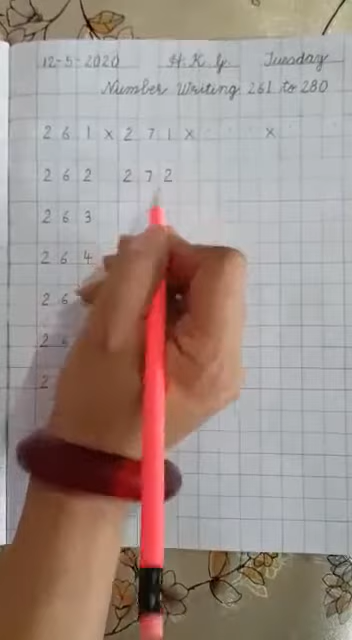 12-5-2020 H.K.G Tuesday
Number Writing 261 to 280
2 6 1 x 2 7 1 x x
2 6 2 2 7 2
2 6 3
2 6 4
2 6
2 6
2